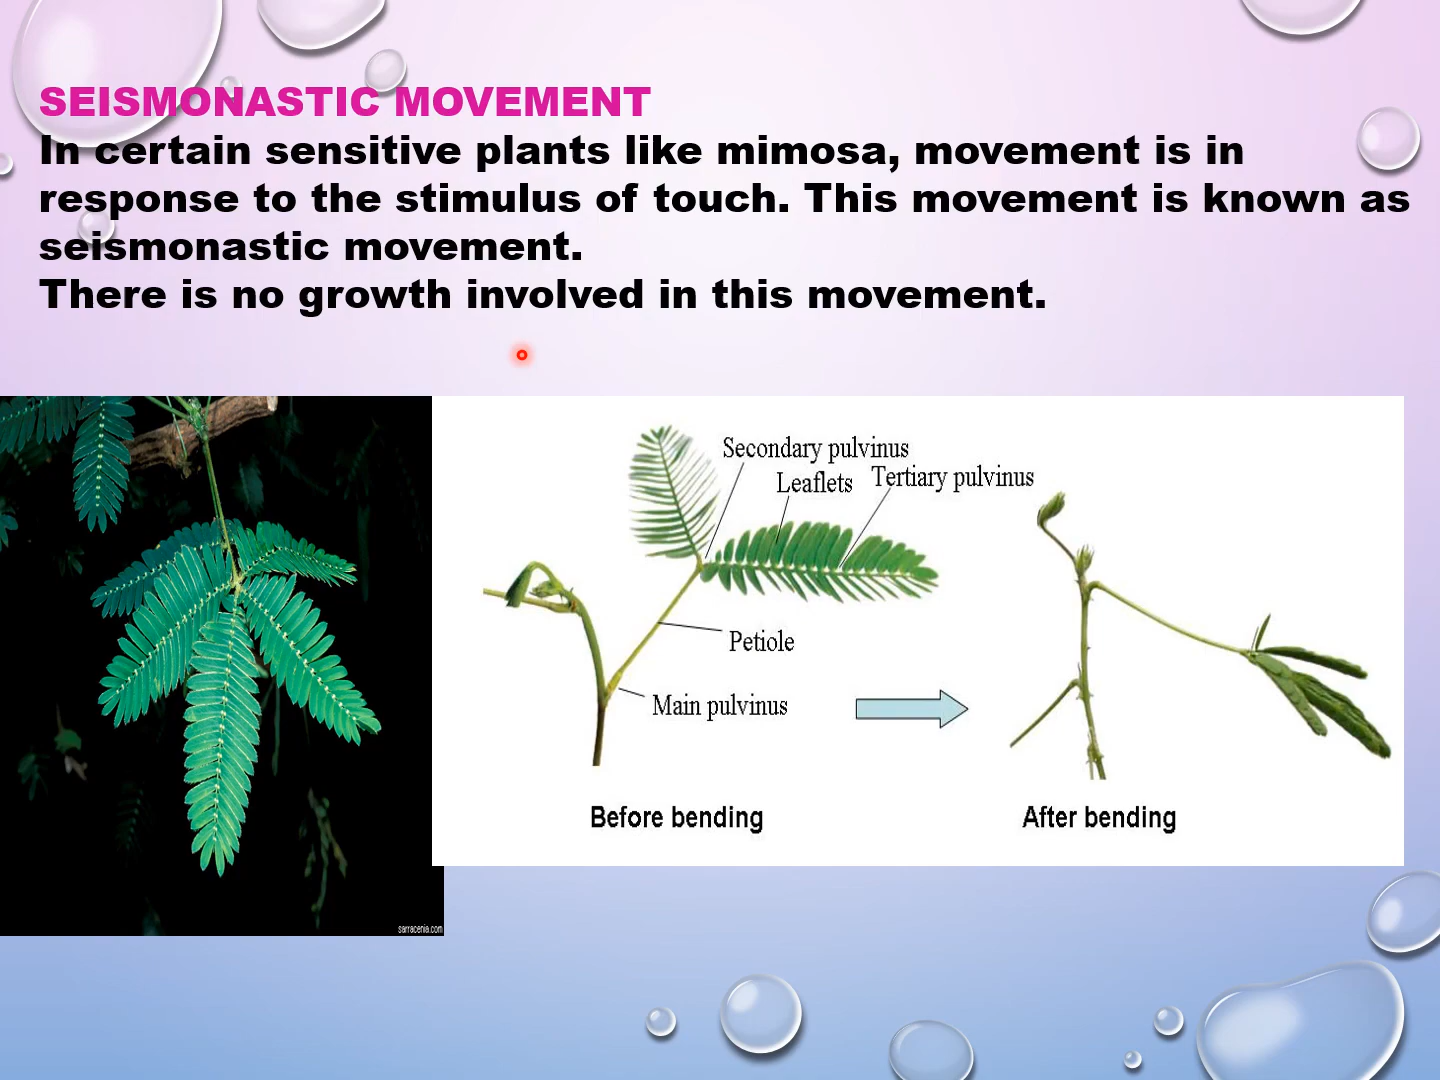 SEISMONASTIC MOVEMENT
In certain sensitive plants like mimosa, movement is in
response to the stimulus of touch. This movement is known as
seismonastic movement.
There is no growth involved in this movement.
Secondary pulvinus
Leaflets
Tertiary pulvinus
Petiole
Main pulvinus
Before bending
After bending
sarracenia.com